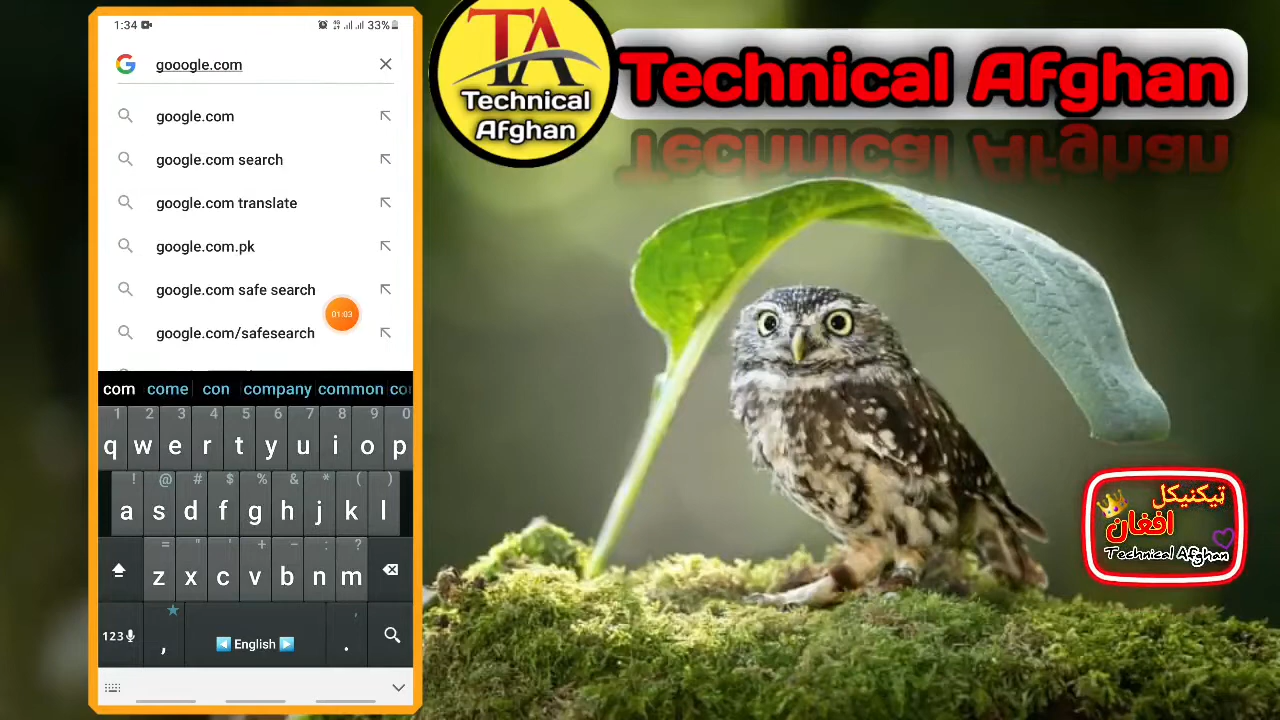 1:34
33%
gooogle.com
google.com
google.com search
google.com translate
google.com.pk
google.com safe search
01:03
google.com/safesearch
com come con company common
1 2 3 4 5 6 7 8 9 0
q w e r t y u i o p
! @ # $ % & * ( )
a s d f g h j k l
= " ' + - : ?
z x c v b n m
123 , English .
TA
Technical
Afghan
Technical Afghan
ټیکنیکل
افغان
Technical Afghan